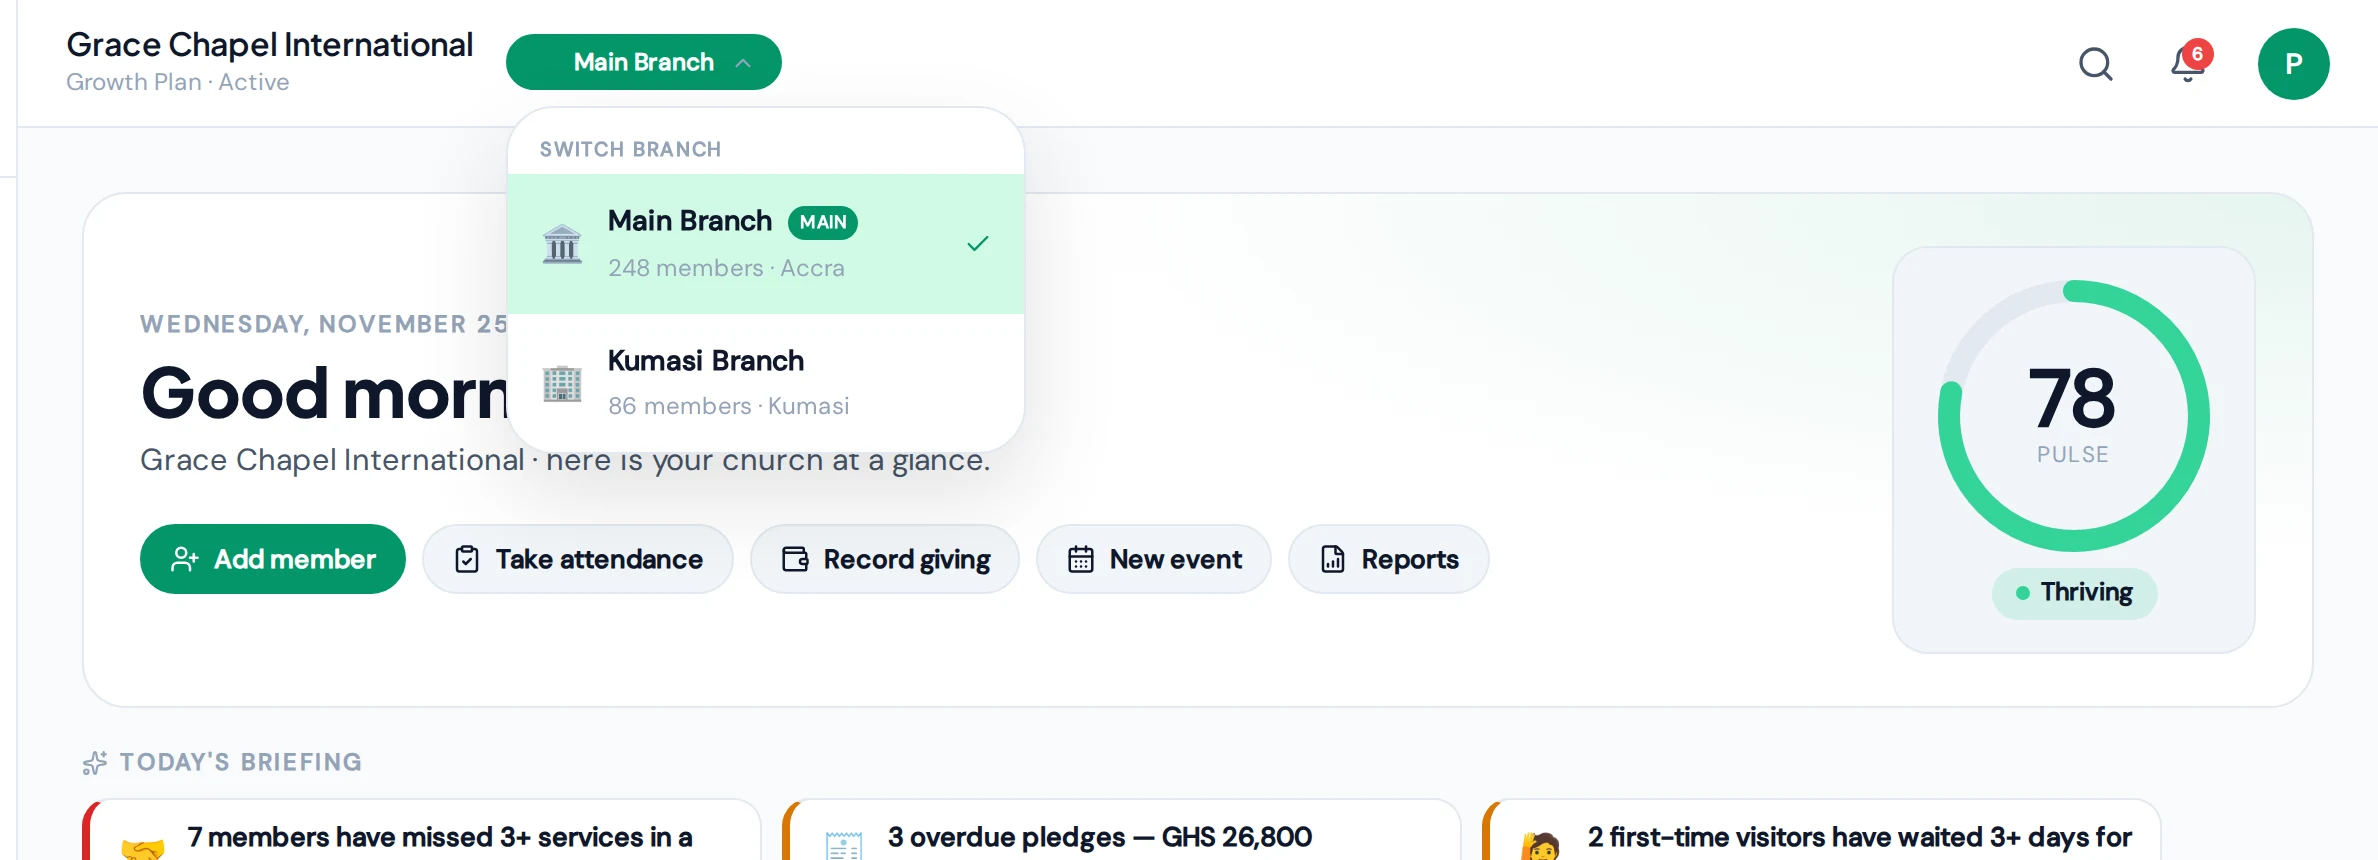 Grace Chapel International
Growth Plan · Active
Main Branch
6
P
SWITCH BRANCH
Main Branch MAIN
248 members · Accra
Kumasi Branch
86 members · Kumasi
WEDNESDAY, NOVEMBER 25
Good morn
Grace Chapel International · here is your church at a glance.
Add member
Take attendance
Record giving
New event
Reports
78
PULSE
Thriving
TODAY'S BRIEFING
7 members have missed 3+ services in a
3 overdue pledges — GHS 26,800
2 first-time visitors have waited 3+ days for